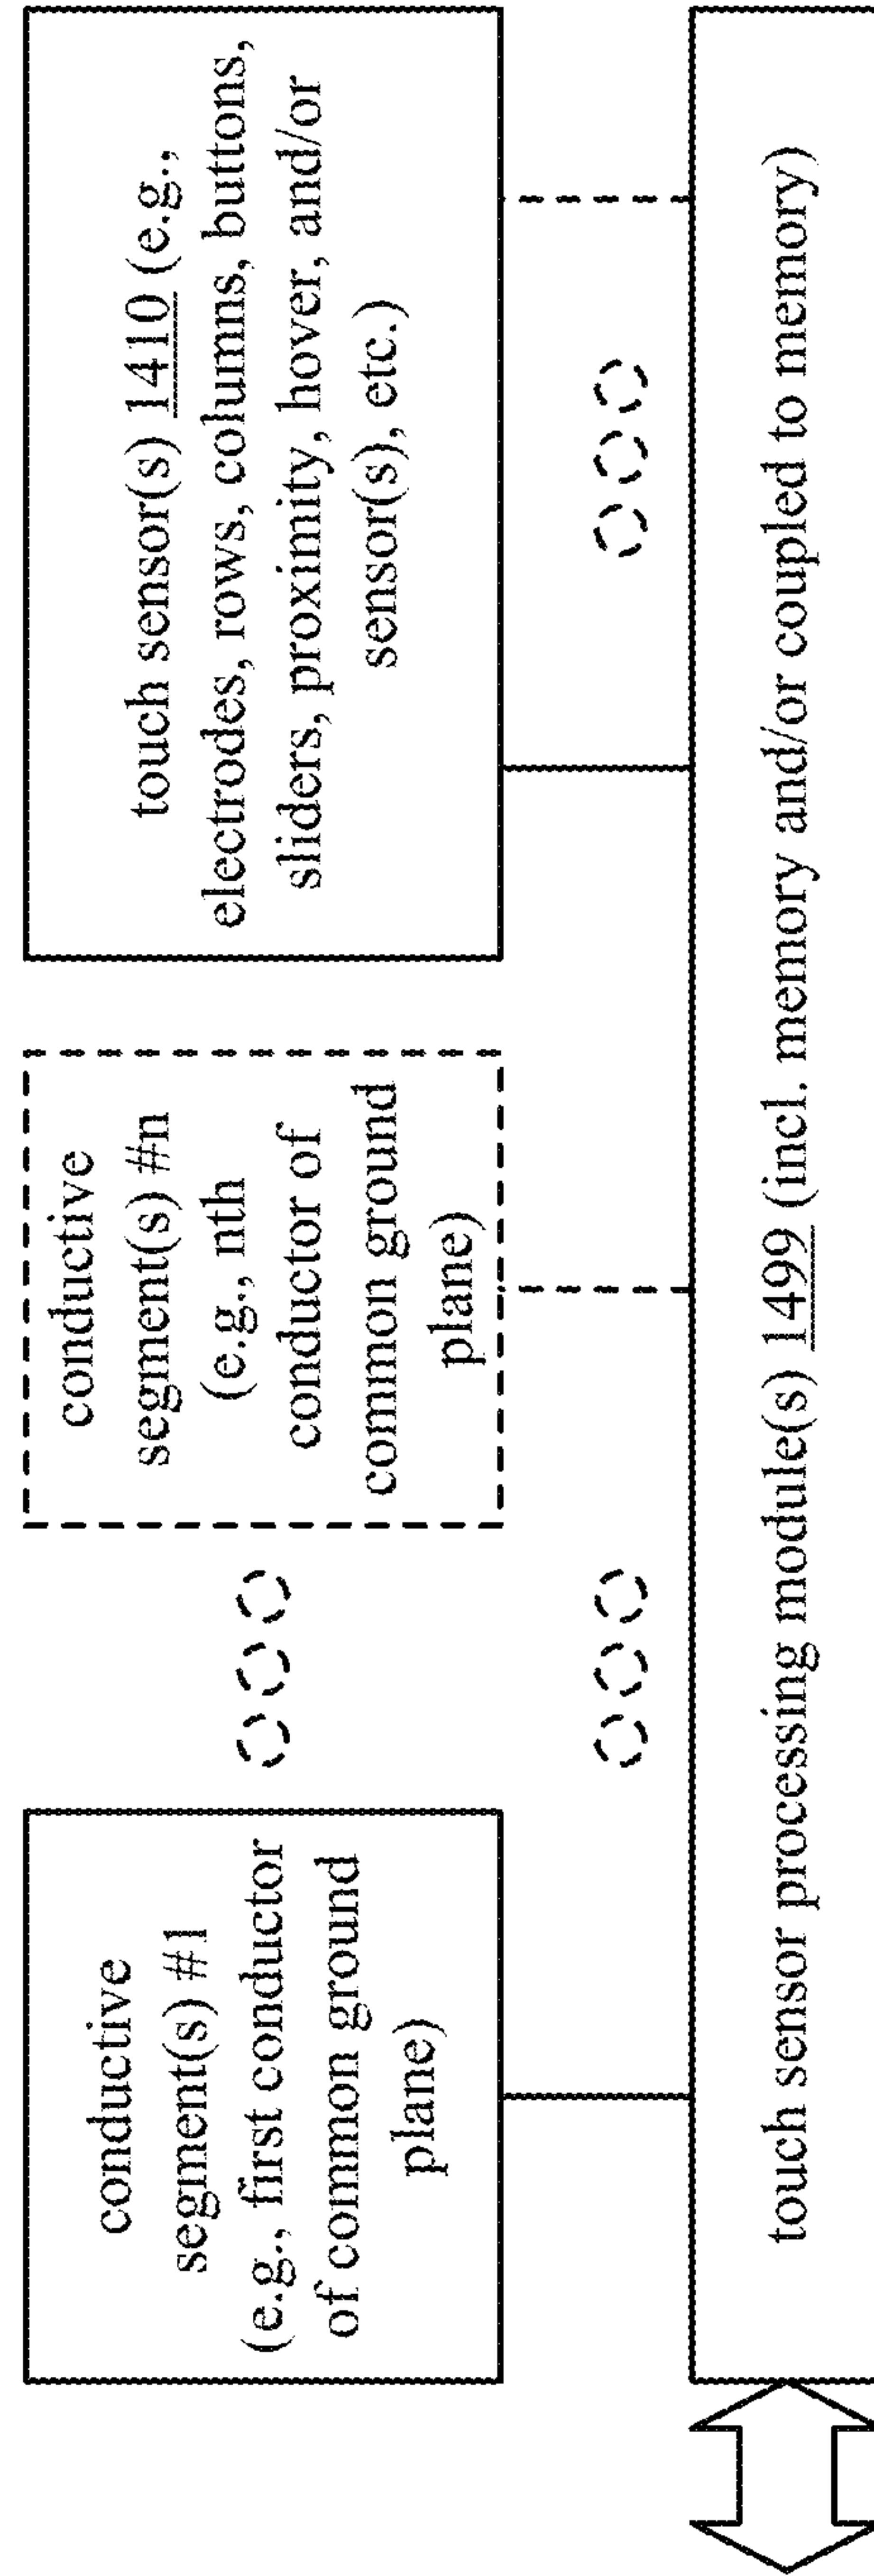 conductive
segment(s) #1
(e.g., first conductor
of common ground
plane)
conductive
segment(s) #n
(e.g., nth
conductor of
common ground
plane)
touch sensor(s) 1410 (e.g.,
electrodes, rows, columns, buttons,
sliders, proximity, hover, and/or
sensor(s), etc.)
touch sensor processing module(s) 1499 (incl. memory and/or coupled to memory)